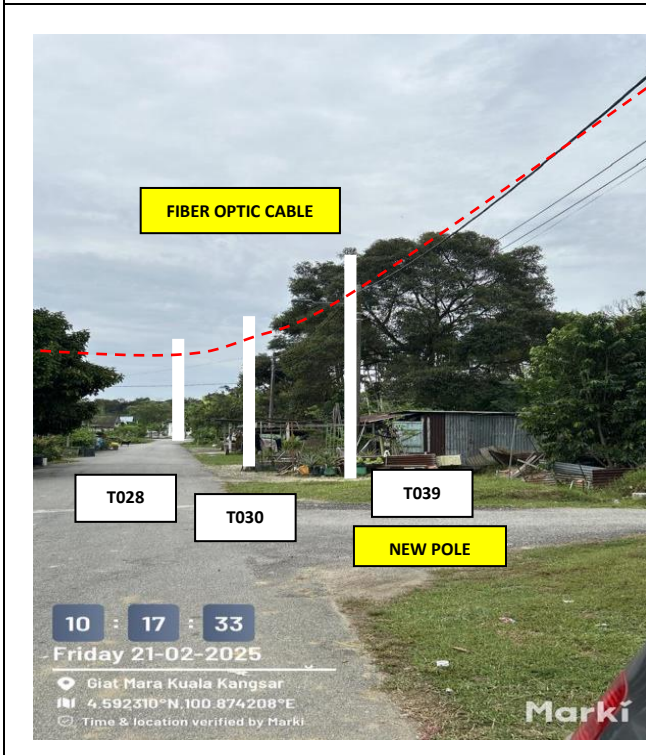 FIBER OPTIC CABLE
T028
T030
T039
NEW POLE
10 : 17 : 33
Friday 21-02-2025
Giat Mara Kuala Kangsar
4.592310°N,100.874208°E
Time & location verified by Marki
Marki